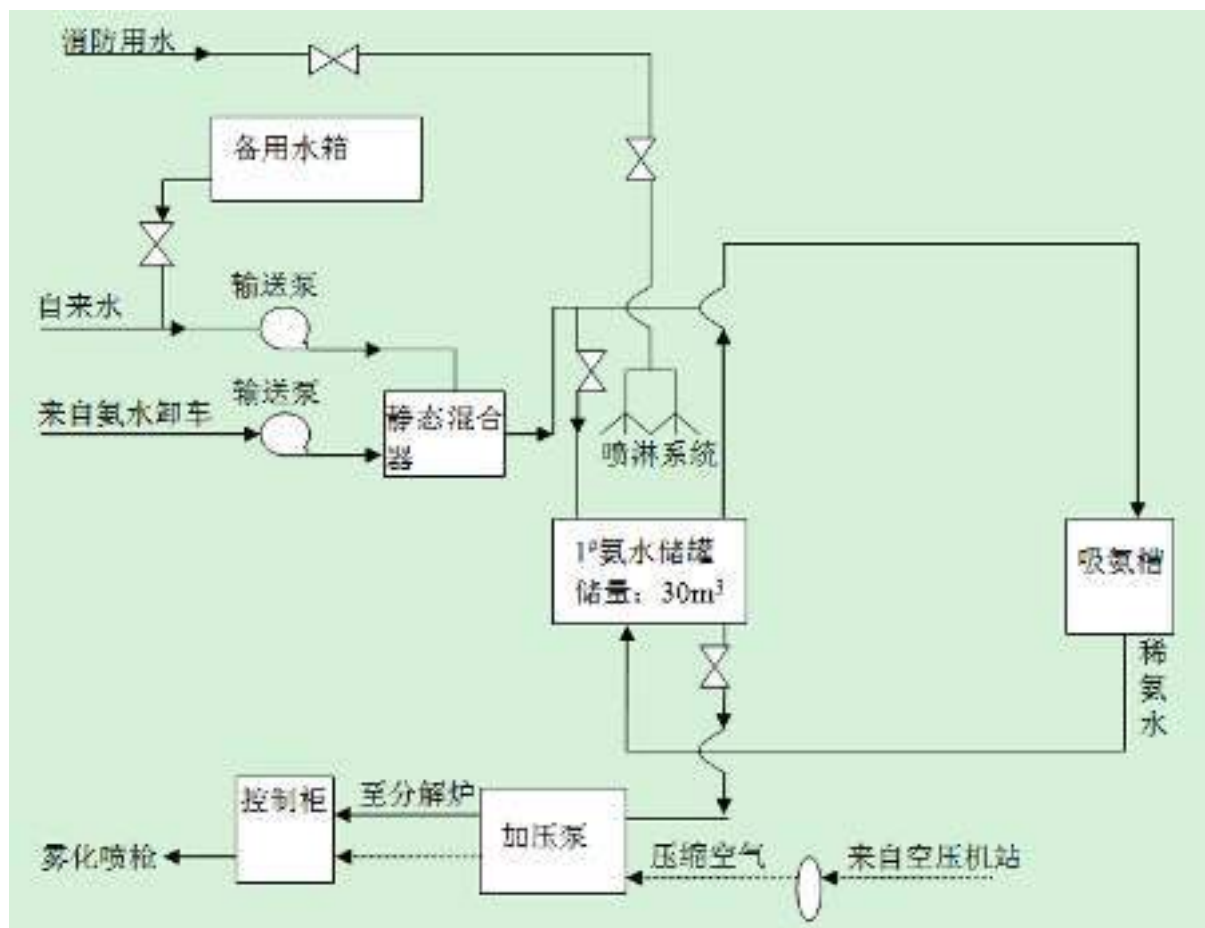 消防用水
备用水箱
输送泵
自来水
输送泵
来自氨水卸车
静态混合
器
喷淋系统
1#氨水储罐
储量：30m³
吸氨槽
稀
氨
水
控制柜
至分解炉
加压泵
雾化喷枪
压缩空气
来自空压机站